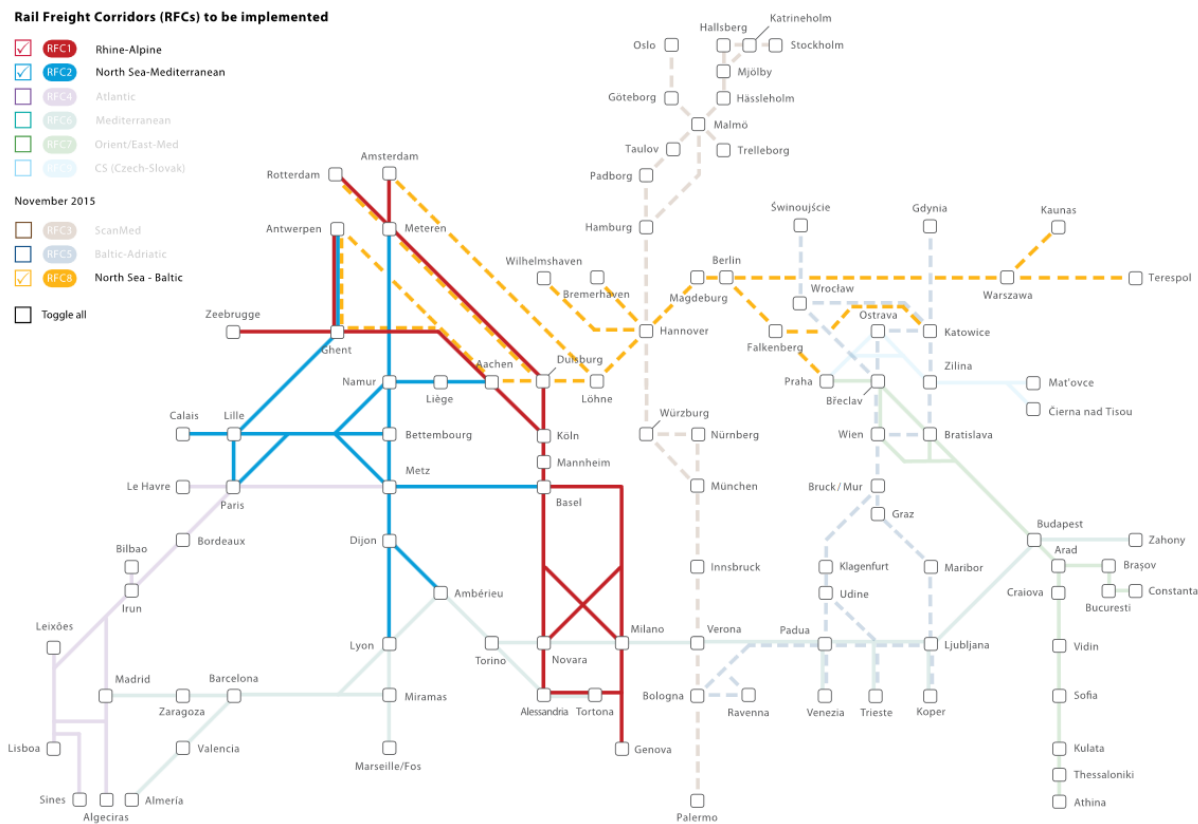 Rail Freight Corridors (RFCs) to be implemented
RFC1 Rhine-Alpine
RFC2 North Sea-Mediterranean
RFC4 Atlantic
RFC6 Mediterranean
RFC7 Orient/East-Med
RFC9 CS (Czech-Slovak)
November 2015
RFC3 ScanMed
RFC5 Baltic-Adriatic
RFC8 North Sea - Baltic
Toggle all
Katrineholm
Hallsberg
Oslo
Stockholm
Mjölby
Göteborg
Hässleholm
Malmö
Taulov
Trelleborg
Amsterdam
Rotterdam
Padborg
Świnoujście
Gdynia
Kaunas
Antwerpen
Meteren
Hamburg
Wilhelmshaven
Berlin
Bremerhaven
Magdeburg
Wrocław
Warszawa
Terespol
Zeebrugge
Ghent
Hannover
Ostrava
Katowice
Falkenberg
Aachen
Duisburg
Zilina
Namur
Liège
Löhne
Praha
Břeclav
Mat'ovce
Čierna nad Tisou
Calais
Lille
Bettembourg
Köln
Würzburg
Nürnberg
Wien
Bratislava
Mannheim
Metz
Le Havre
Paris
Basel
München
Bruck/Mur
Graz
Budapest
Bordeaux
Dijon
Zahony
Bilbao
Arad
Innsbruck
Klagenfurt
Maribor
Brașov
Irun
Ambérieu
Udine
Craiova
Bucuresti
Constanta
Leixões
Lyon
Torino
Novara
Milano
Verona
Padua
Ljubljana
Vidin
Madrid
Zaragoza
Barcelona
Miramas
Alessandria
Tortona
Bologna
Ravenna
Venezia
Trieste
Koper
Sofia
Lisboa
Valencia
Marseille/Fos
Genova
Kulata
Thessaloniki
Sines
Algeciras
Almería
Palermo
Athina